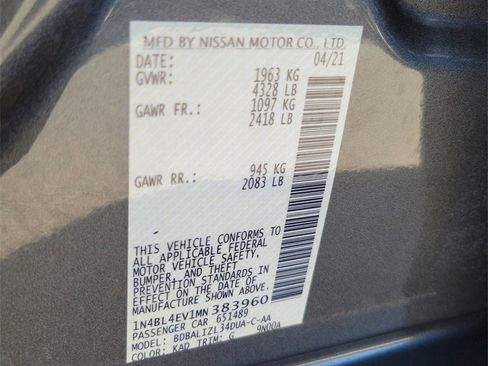 MFD BY NISSAN MOTOR CO., LTD.
DATE: 04/21
GVWR: 1963 KG
4328 LB
GAWR FR.: 1097 KG
2418 LB
GAWR RR.: 945 KG
2083 LB
THIS VEHICLE CONFORMS TO
ALL APPLICABLE FEDERAL
MOTOR VEHICLE SAFETY,
BUMPER, AND THEFT
PREVENTION STANDARDS IN
EFFECT ON THE DATE OF
MANUFACTURE SHOWN ABOVE.
1N4BL4EV1MN383960
PASSENGER CAR 651489
MODEL: BDBALIZL34DUA-C-AA
COLOR: KAD TRIM: G 9N00A